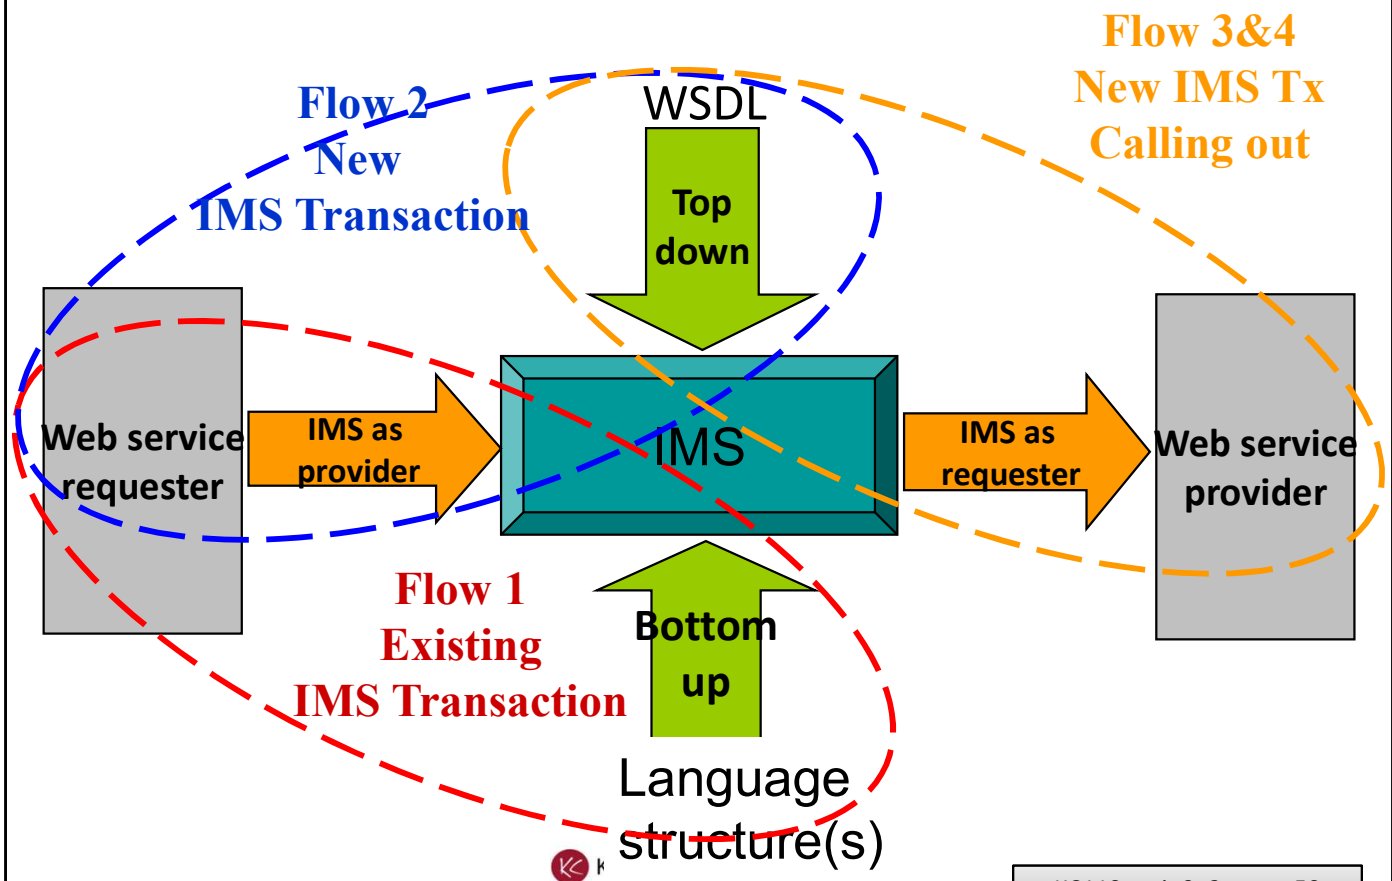 Flow 3&4
New IMS Tx
Calling out
Flow 2
New
IMS Transaction
WSDL
Top
down
Web service
requester
IMS as
provider
IMS
IMS as
requester
Web service
provider
Flow 1
Existing
IMS Transaction
Bottom
up
Language
structure(s)
KC